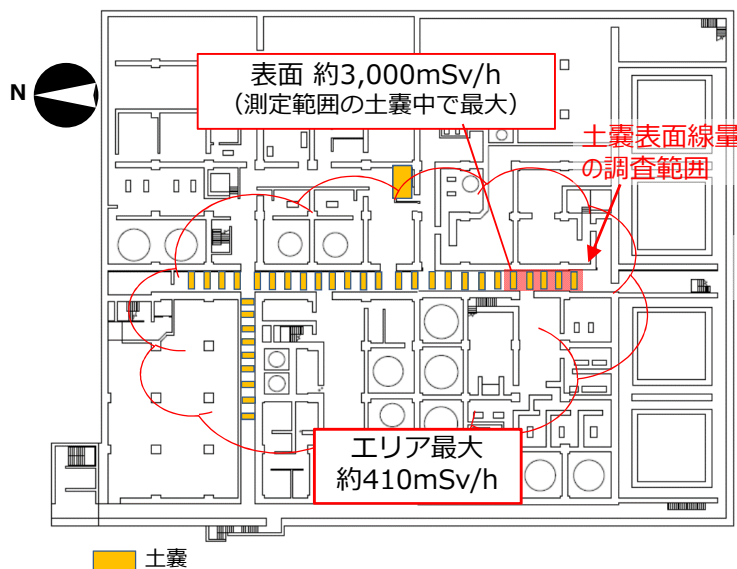 表面 約3,000mSv/h
（測定範囲の土嚢中で最大）
N
土嚢表面線量
の調査範囲
エリア最大
約410mSv/h
土嚢